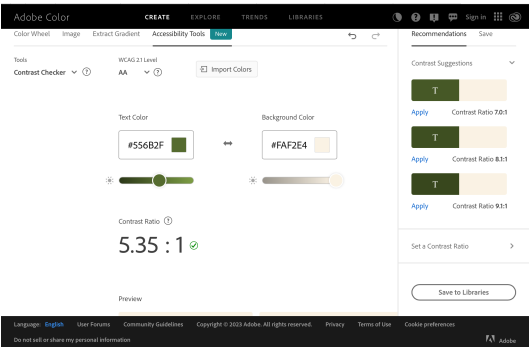 Adobe Color CREATE EXPLORE TRENDS LIBRARIES Sign in
Color Wheel Image Extract Gradient Accessibility Tools New Recommendations Save
Tools WCAG 2.1 Level
Contrast Checker AA Import Colors
Contrast Suggestions
T
Apply Contrast Ratio 7.0:1
T
Apply Contrast Ratio 8.1:1
T
Apply Contrast Ratio 9.1:1
Text Color Background Color
#556B2F #FAF2E4
Contrast Ratio
5.35 : 1
Set a Contrast Ratio
Save to Libraries
Preview
Language: English User Forums Community Guidelines Copyright © 2023 Adobe. All rights reserved. Privacy Terms of Use Cookie preferences
Do not sell or share my personal information Adobe